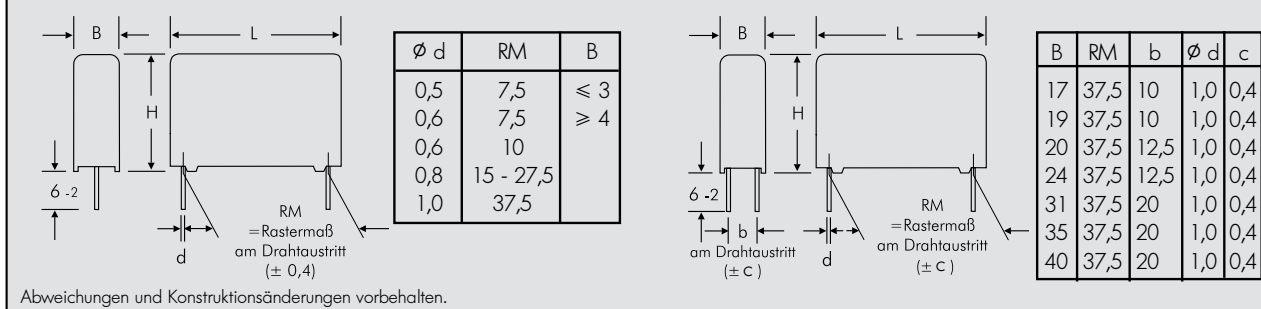 B
L
H
6 -2
d
RM
=Rastermaß
am Drahtaustritt
(± 0,4)
Ø d RM B
0,5 7,5 ≤ 3
0,6 7,5 ≥ 4
0,6 10
0,8 15 - 27,5
1,0 37,5
B
L
H
6 -2
b
am Drahtaustritt
(± c )
d
RM
=Rastermaß
am Drahtaustritt
(± c )
B RM b Ø d c
17 37,5 10 1,0 0,4
19 37,5 10 1,0 0,4
20 37,5 12,5 1,0 0,4
24 37,5 12,5 1,0 0,4
31 37,5 20 1,0 0,4
35 37,5 20 1,0 0,4
40 37,5 20 1,0 0,4
Abweichungen und Konstruktionsänderungen vorbehalten.